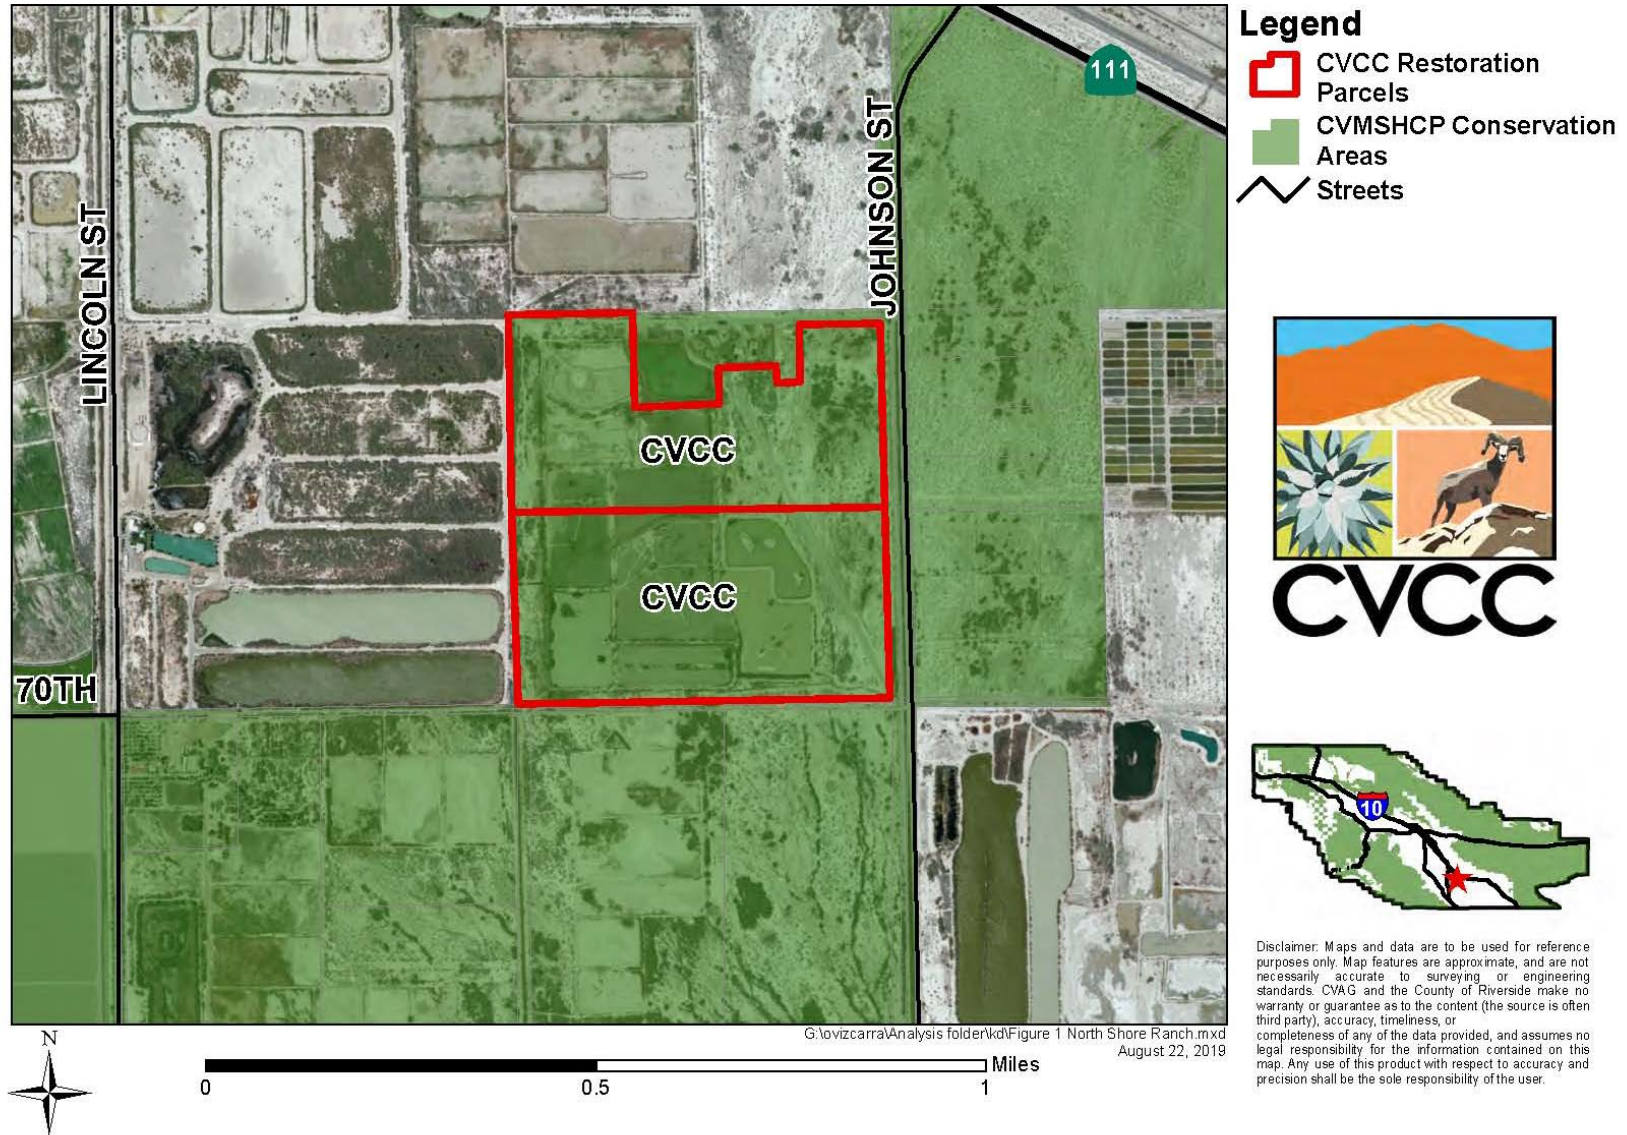 Legend
CVCC Restoration
Parcels
CVMSHCP Conservation
Areas
Streets
111
JOHNSON ST
LINCOLN ST
CVCC
CVCC
70TH
CVCC
10
Disclaimer: Maps and data are to be used for reference
purposes only. Map features are approximate, and are not
necessarily accurate to surveying or engineering
standards. CVAG and the County of Riverside make no
warranty or guarantee as to the content (the source is often
third party), accuracy, timeliness, or
completeness of any of the data provided, and assumes no
legal responsibility for the information contained on this
map. Any use of this product with respect to accuracy and
precision shall be the sole responsibility of the user.
G:\ovizcarra\Analysis folder\kd\Figure 1 North Shore Ranch.mxd
August 22, 2019
N
Miles
0 0.5 1